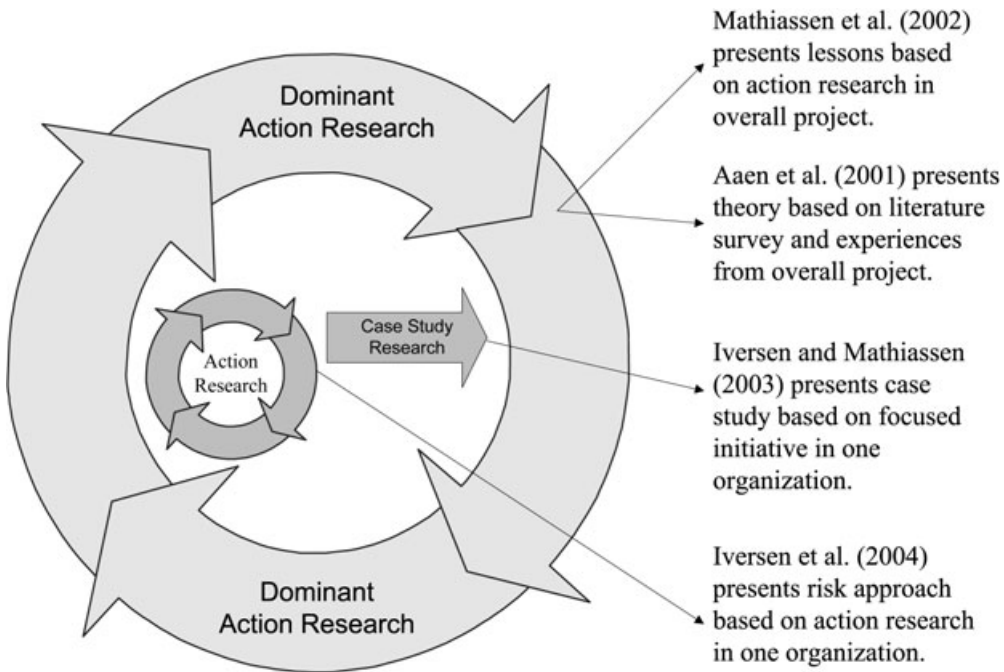 Dominant
Action Research
Case Study
Research
Action
Research
Dominant
Action Research
Mathiassen et al. (2002)
presents lessons based
on action research in
overall project.
Aaen et al. (2001) presents
theory based on literature
survey and experiences
from overall project.
Iversen and Mathiassen
(2003) presents case
study based on focused
initiative in one
organization.
Iversen et al. (2004)
presents risk approach
based on action research
in one organization.